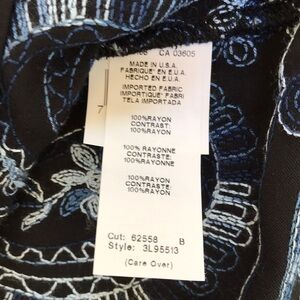 CA 03605
MADE IN U.S.A.
FABRIQUE' EN E.U.A.
HECHO EN E.U.A.
IMPORTED FABRIC
IMPORTIQUE' FABRI
TELA IMPORTADA
7
100%RAYON
CONTRAST:
100%RAYON
100% RAYONNE
CONTRASTE:
100%RAYONNE
100%RAYON
CONTRASTE:
100%RAYON
Cut: 62558 B
Style: 3L95513
(Care Over)